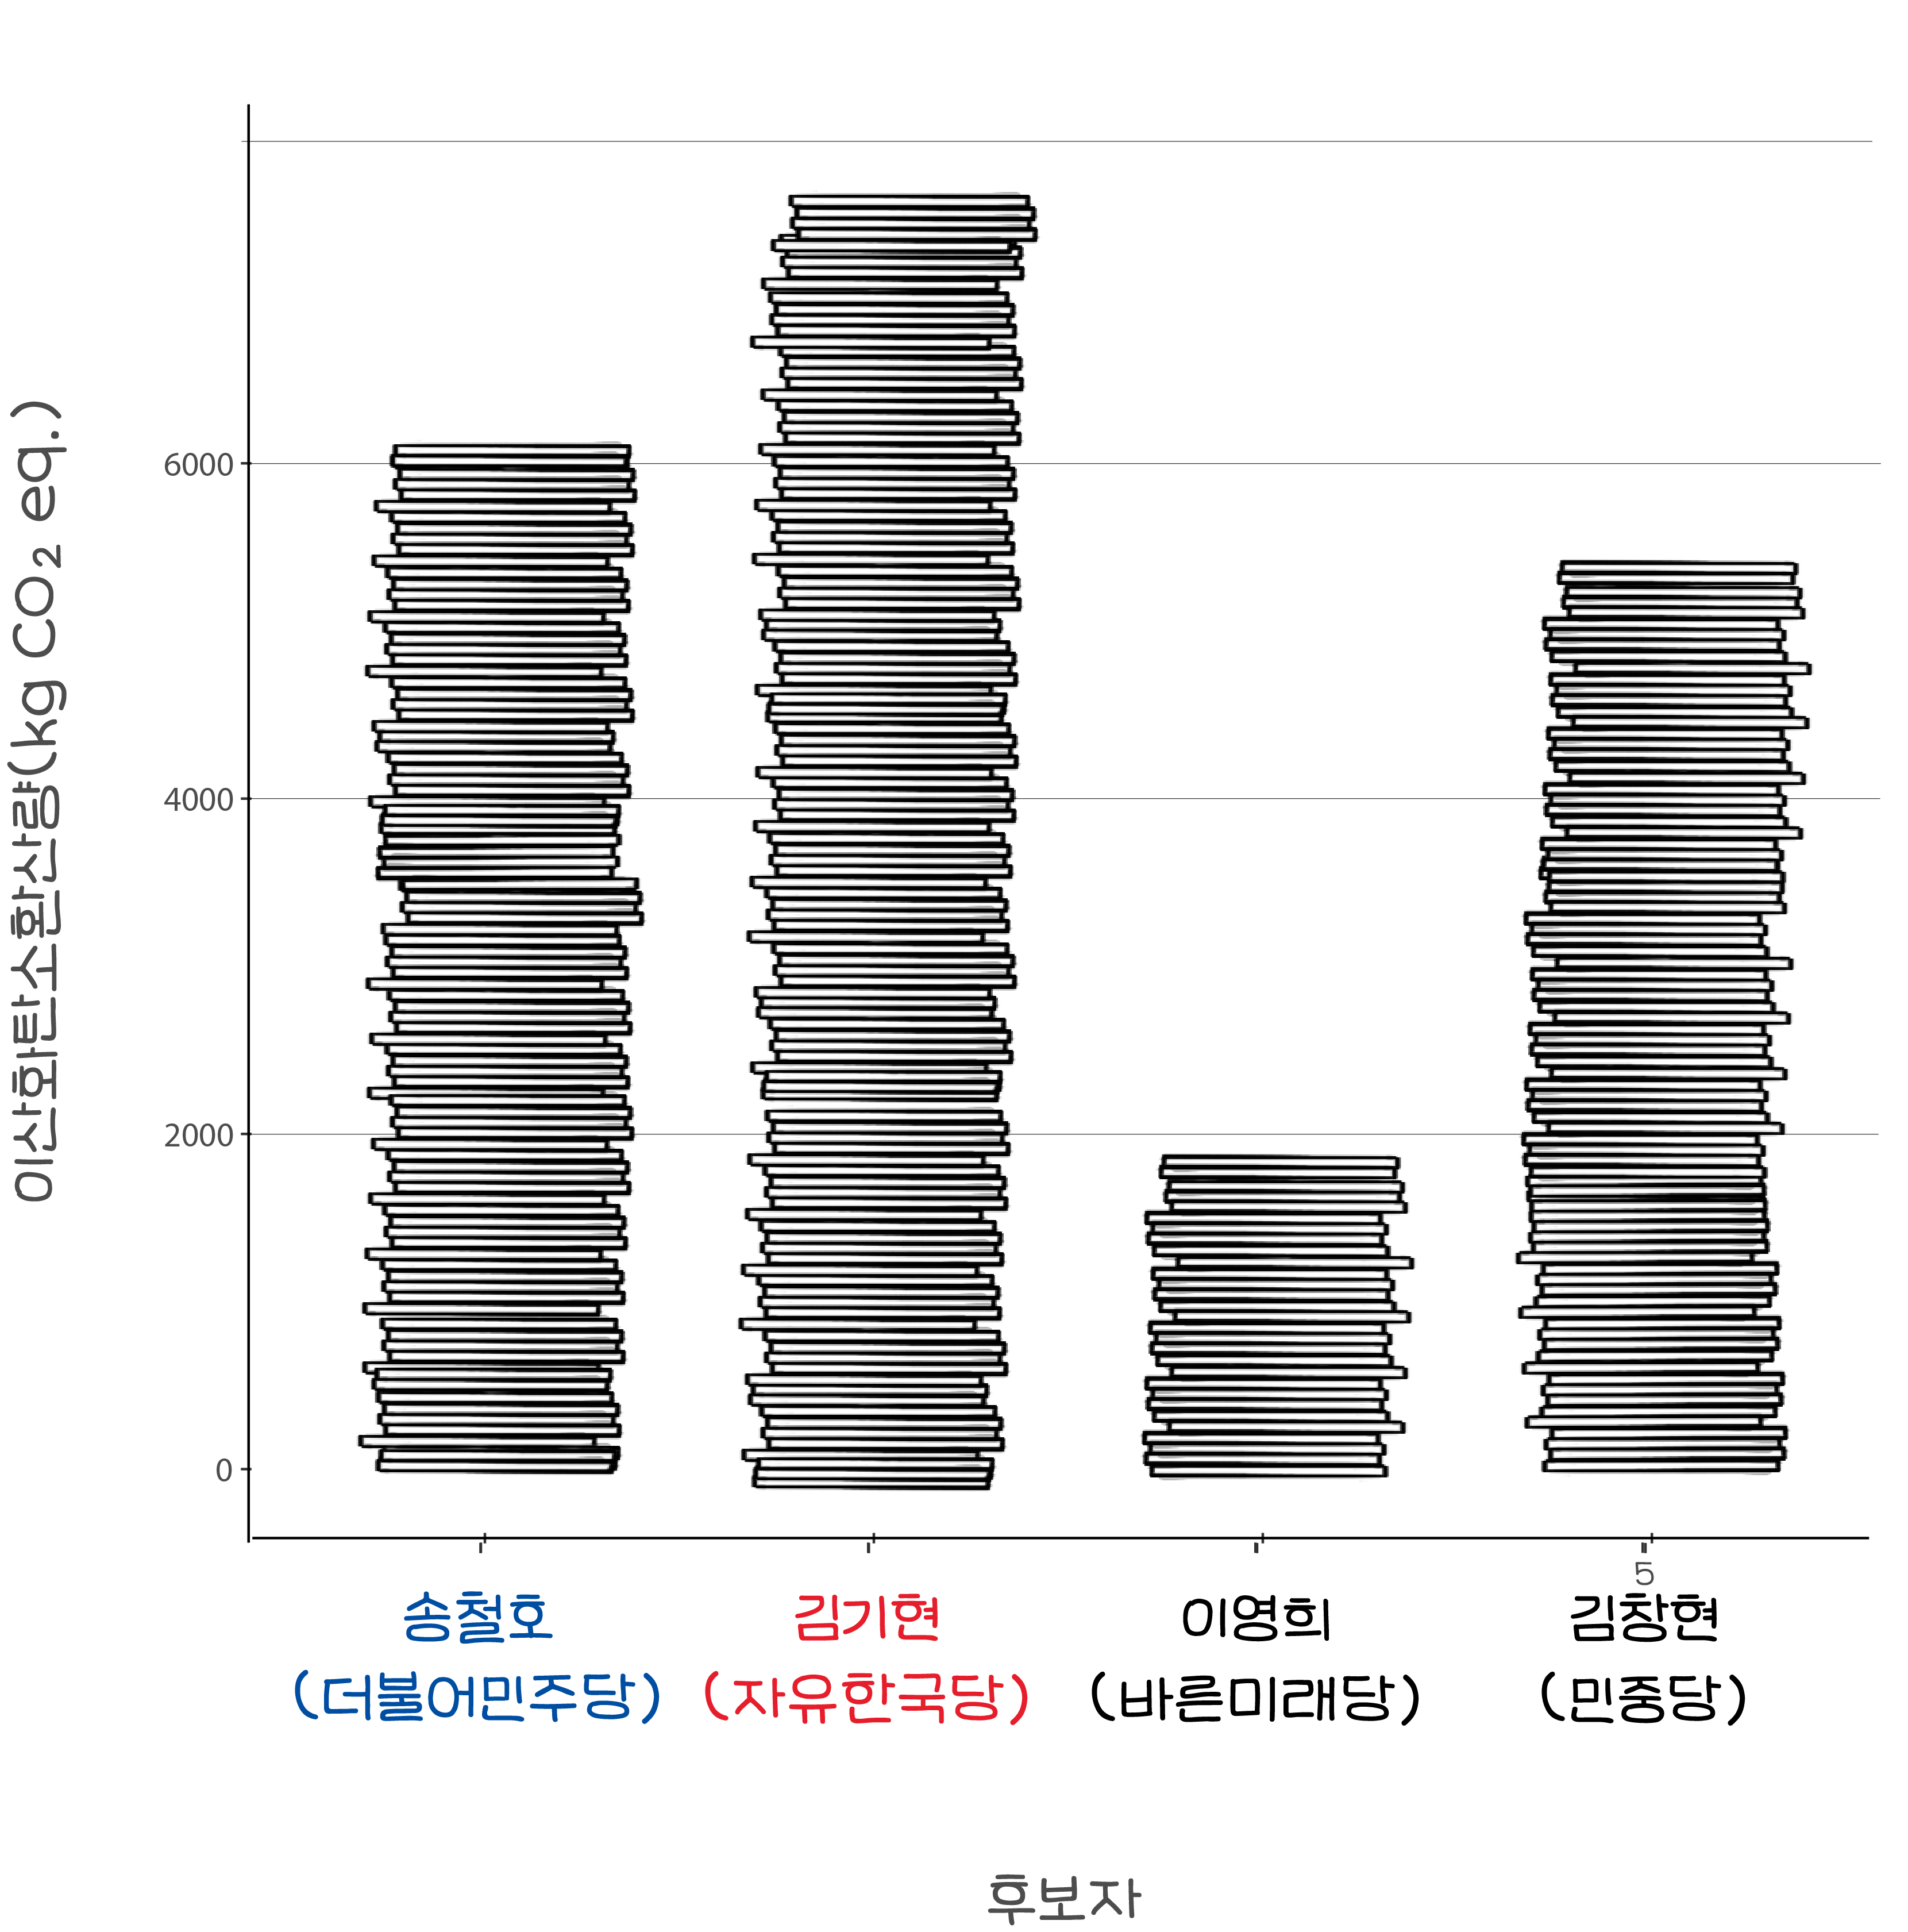 이산화탄소환산량(kg CO₂ eq.)
6000
4000
2000
0
5
송철호 김기현 이영희 김창현
(더불어민주당) (자유한국당) (바른미래당) (민중당)
후보자